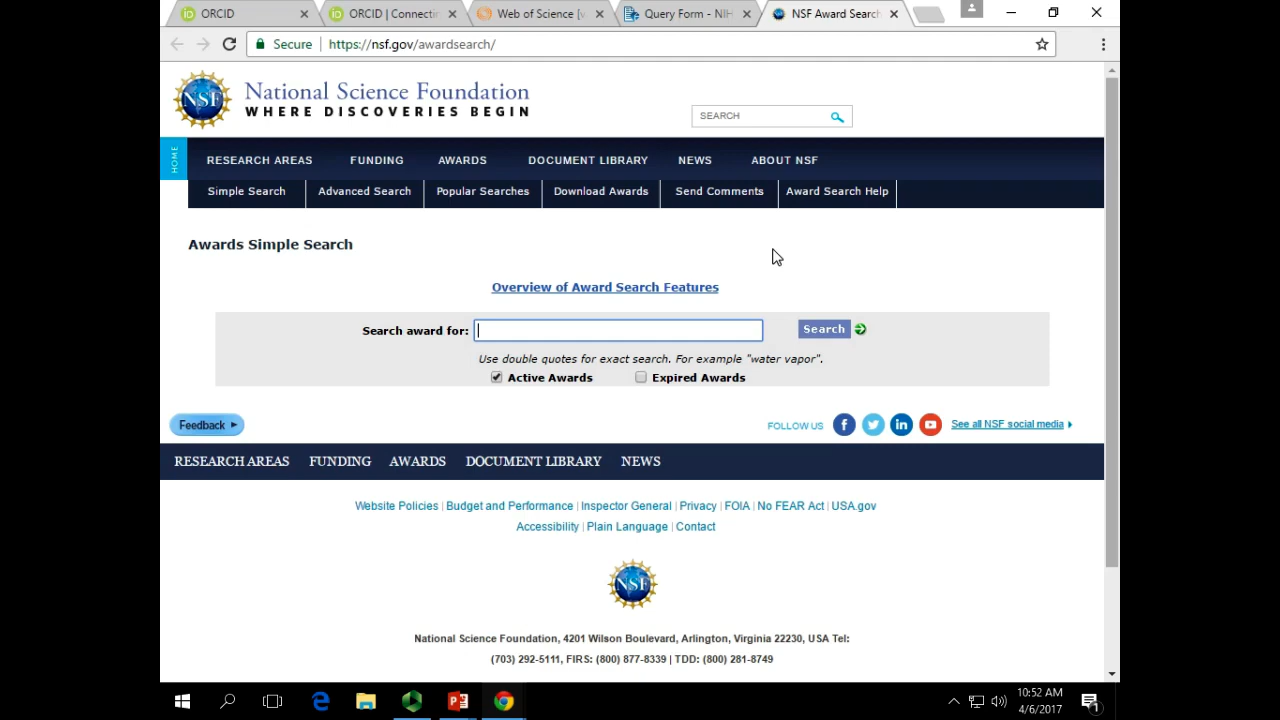 ORCID
ORCID | Connectin
Web of Science [v
Query Form - NIH
NSF Award Search
Secure
https://nsf.gov/awardsearch/
NSF
National Science Foundation
WHERE DISCOVERIES BEGIN
SEARCH
HOME
RESEARCH AREAS FUNDING AWARDS DOCUMENT LIBRARY NEWS ABOUT NSF
Simple Search Advanced Search Popular Searches Download Awards Send Comments Award Search Help
Awards Simple Search
Overview of Award Search Features
Search award for:
Search
Use double quotes for exact search. For example "water vapor".
Active Awards Expired Awards
Feedback
FOLLOW US
See all NSF social media
RESEARCH AREAS FUNDING AWARDS DOCUMENT LIBRARY NEWS
Website Policies | Budget and Performance | Inspector General | Privacy | FOIA | No FEAR Act | USA.gov
Accessibility | Plain Language | Contact
NSF
National Science Foundation, 4201 Wilson Boulevard, Arlington, Virginia 22230, USA Tel:
(703) 292-5111, FIRS: (800) 877-8339 | TDD: (800) 281-8749
10:52 AM
4/6/2017
1